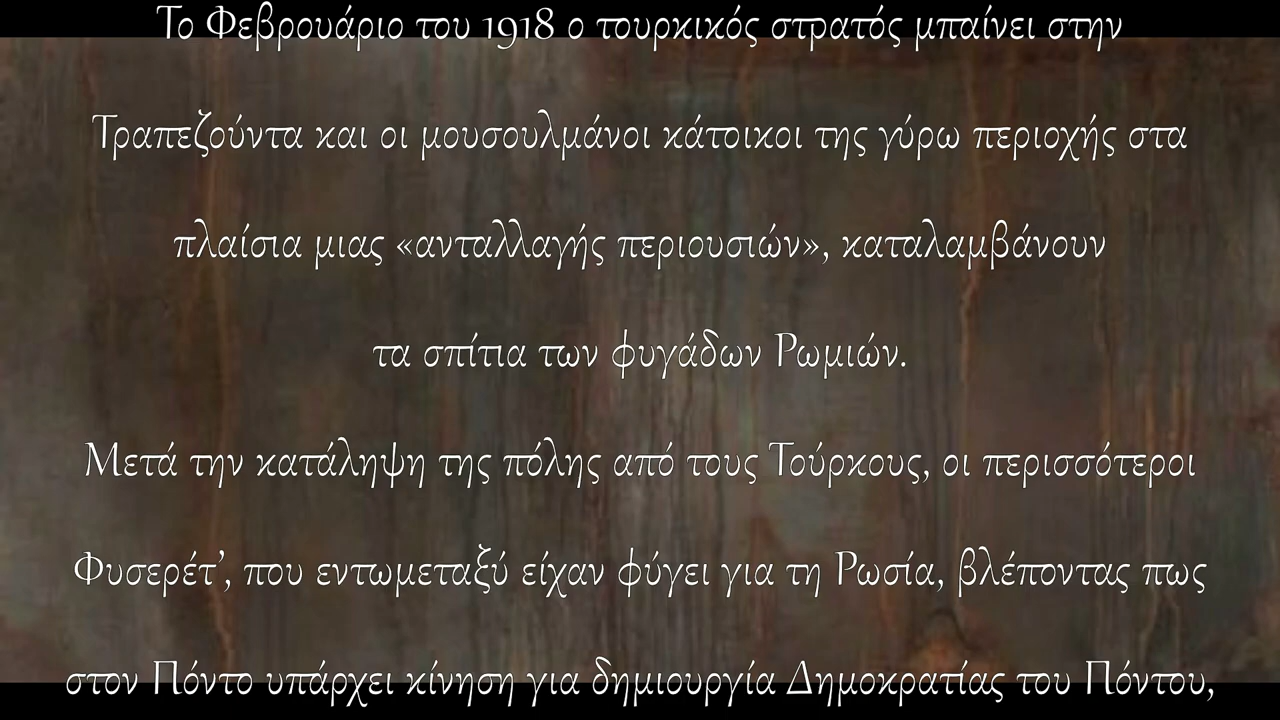 Το Φεβρουάριο του 1918 ο τουρκικός στρατός μπαίνει στην
Τραπεζούντα και οι μουσουλμάνοι κάτοικοι της γύρω περιοχής στα
πλαίσια μιας «ανταλλαγής περιουσιών», καταλαμβάνουν
τα σπίτια των φυγάδων Ρωμιών.
Μετά την κατάληψη της πόλης από τους Τούρκους, οι περισσότεροι
Φυσερέτ’, που εντωμεταξύ είχαν φύγει για τη Ρωσία, βλέποντας πως
στον Πόντο υπάρχει κίνηση για δημιουργία Δημοκρατίας του Πόντου,